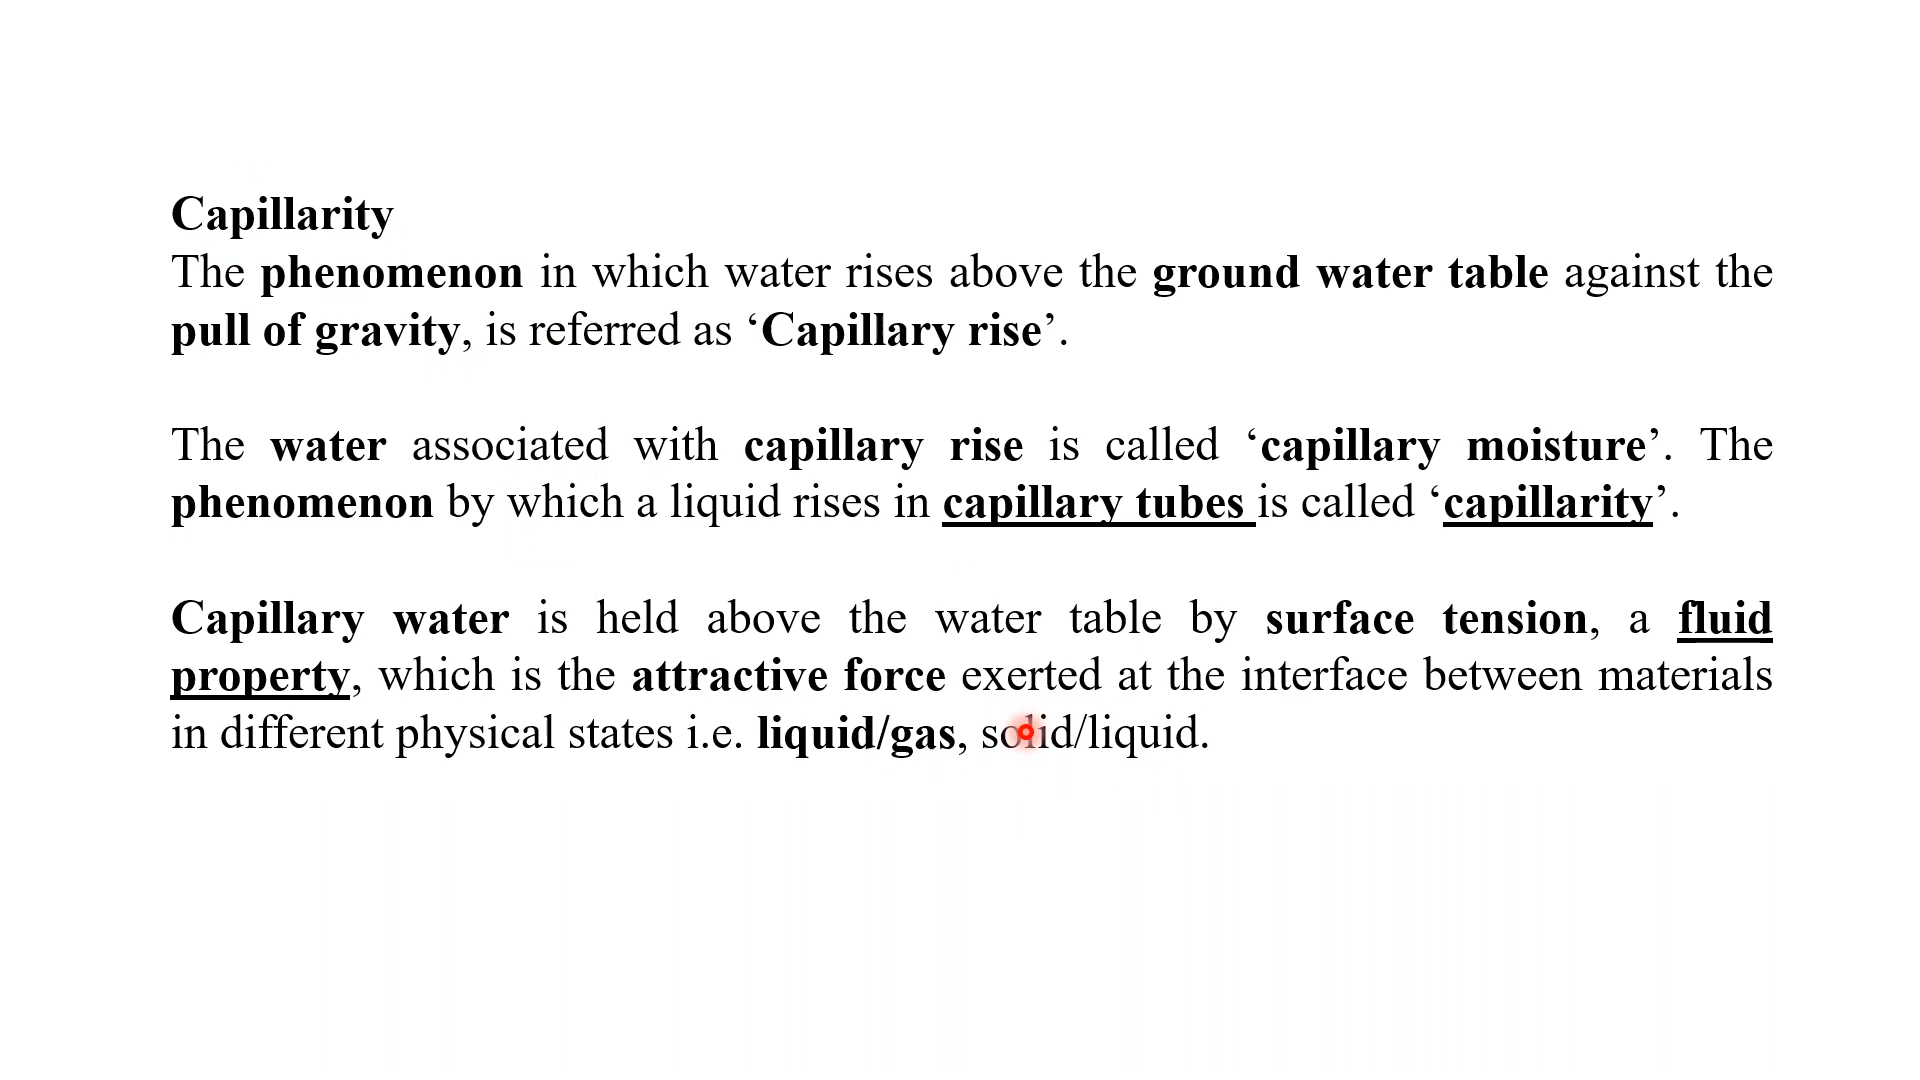 Capillarity
The phenomenon in which water rises above the ground water table against the
pull of gravity, is referred as ‘Capillary rise’.
The water associated with capillary rise is called ‘capillary moisture’. The
phenomenon by which a liquid rises in capillary tubes is called ‘capillarity’.
Capillary water is held above the water table by surface tension, a fluid
property, which is the attractive force exerted at the interface between materials
in different physical states i.e. liquid/gas, solid/liquid.